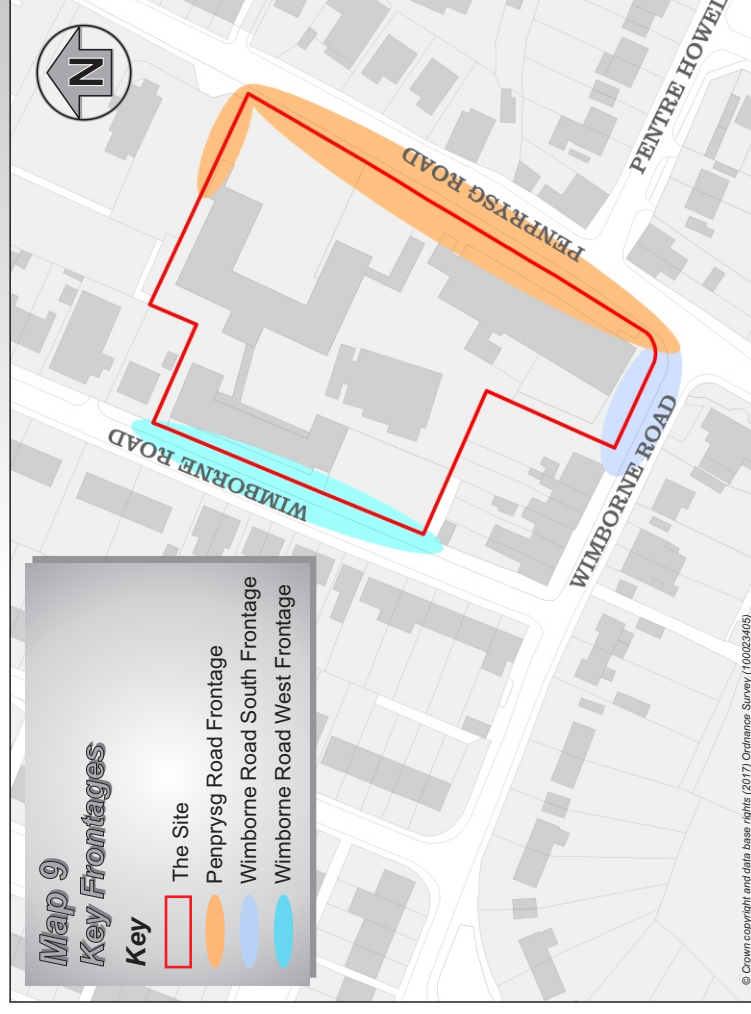 Map 9
Key Frontages
Key
The Site
Penprysg Road Frontage
Wimborne Road South Frontage
Wimborne Road West Frontage
N
WIMBORNE ROAD
PENPRYSG ROAD
WIMBORNE ROAD
PENTRE HOWEL
© Crown copyright and data base rights (2017) Ordnance Survey (100023405)